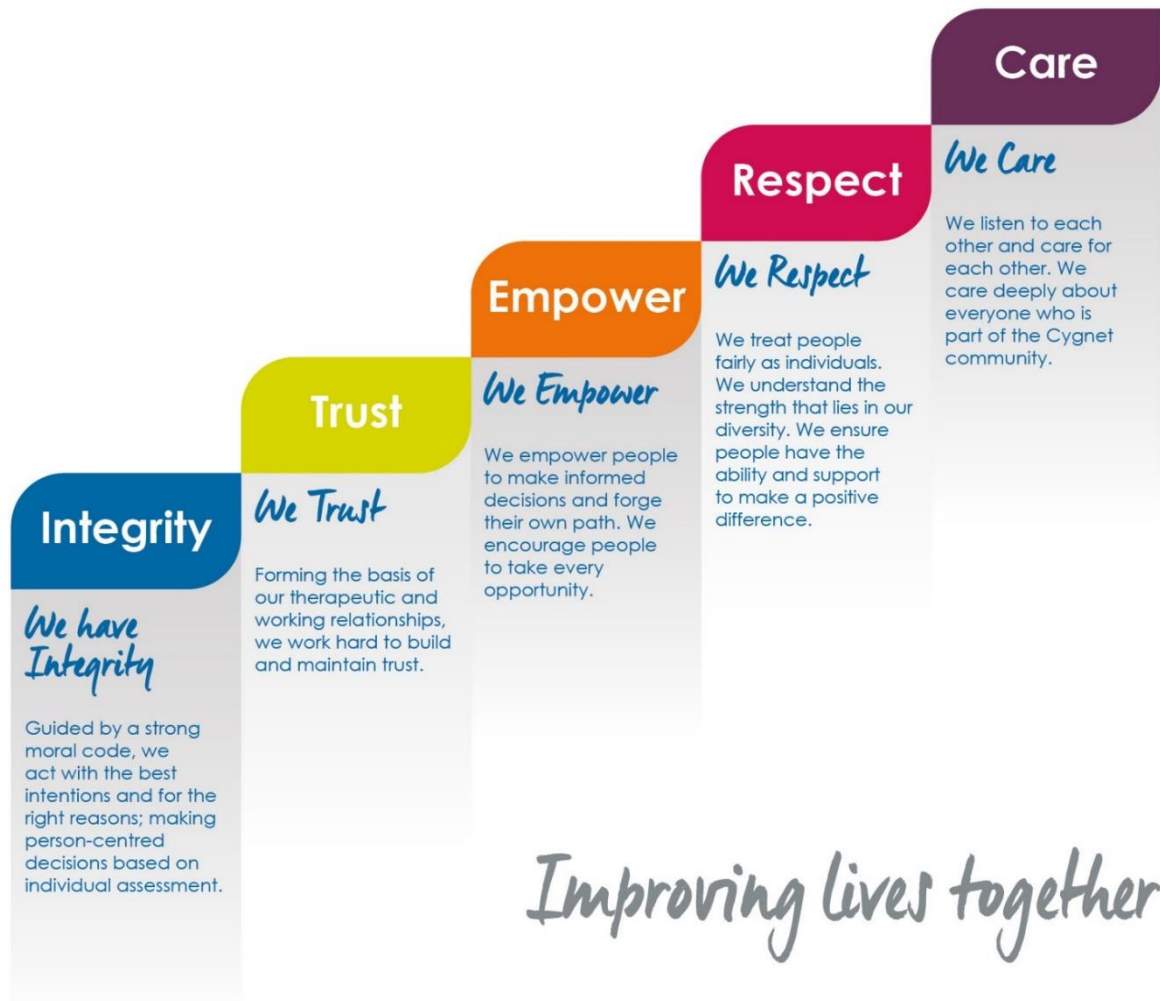 Care
We Care
We listen to each
other and care for
each other. We
care deeply about
everyone who is
part of the Cygnet
community.
Respect
We Respect
We treat people
fairly as individuals.
We understand the
strength that lies in our
diversity. We ensure
people have the
ability and support
to make a positive
difference.
Empower
We Empower
We empower people
to make informed
decisions and forge
their own path. We
encourage people
to take every
opportunity.
Trust
We Trust
Forming the basis of
our therapeutic and
working relationships,
we work hard to build
and maintain trust.
Integrity
We have
Integrity
Guided by a strong
moral code, we
act with the best
intentions and for the
right reasons; making
person-centred
decisions based on
individual assessment.
Improving lives together